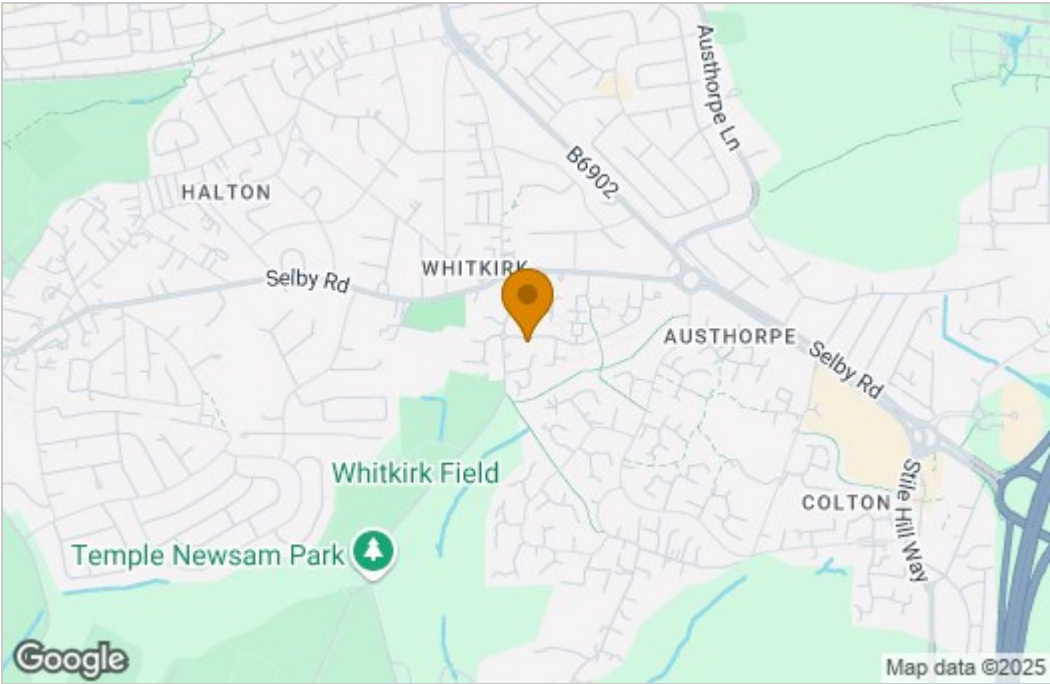 Austhorpe Ln
B6902
HALTON
WHITKIRK
Selby Rd
AUSTHORPE
Selby Rd
Whitkirk Field
COLTON
Stile Hill Way
Temple Newsam Park
Google
Map data ©2025